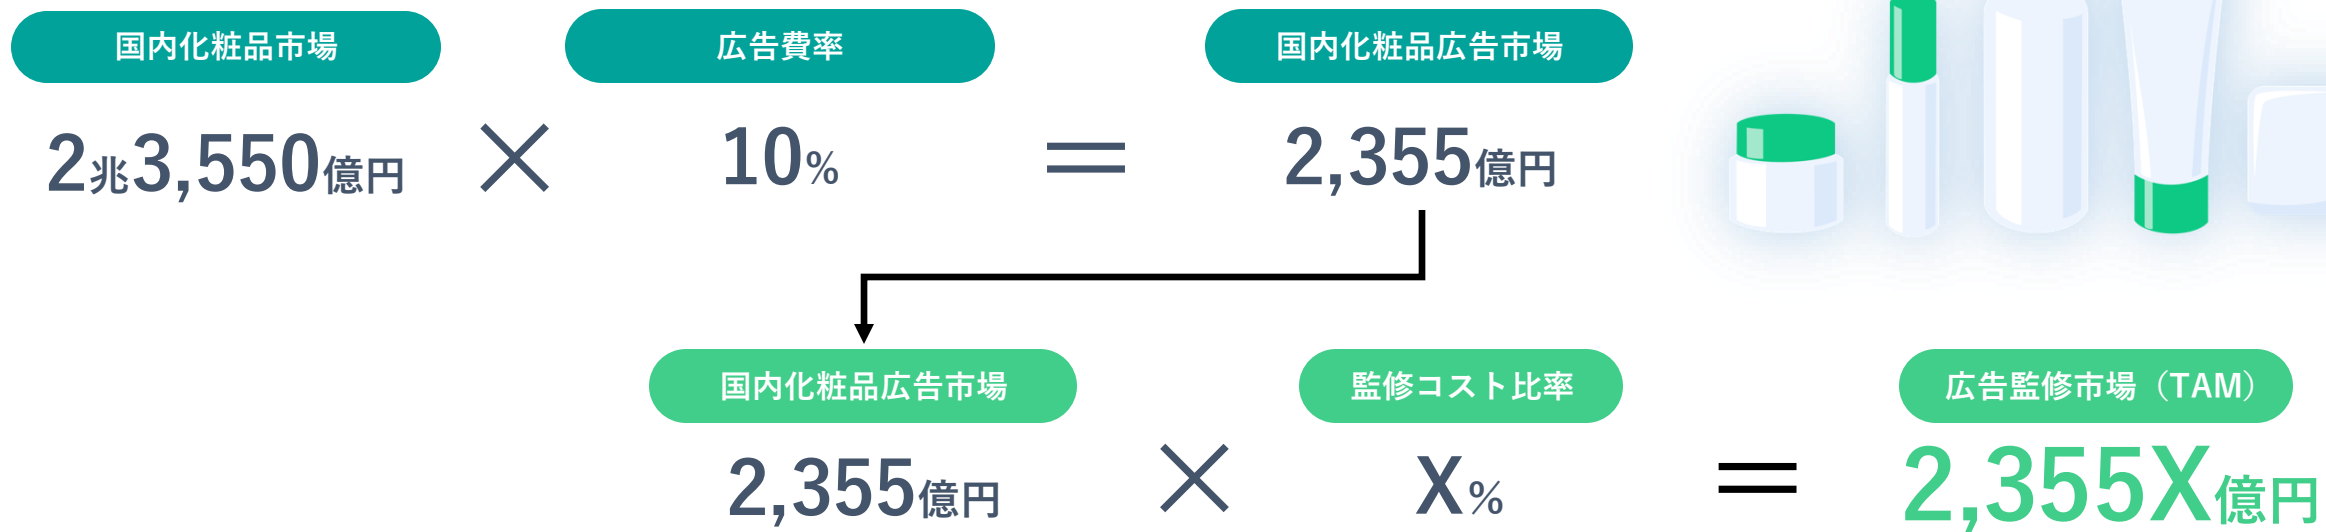 国内化粧品市場
広告費率
国内化粧品広告市場
2兆3,550億円
×
10%
=
2,355億円
国内化粧品広告市場
監修コスト比率
広告監修市場（TAM）
2,355億円
×
X%
=
2,355X億円